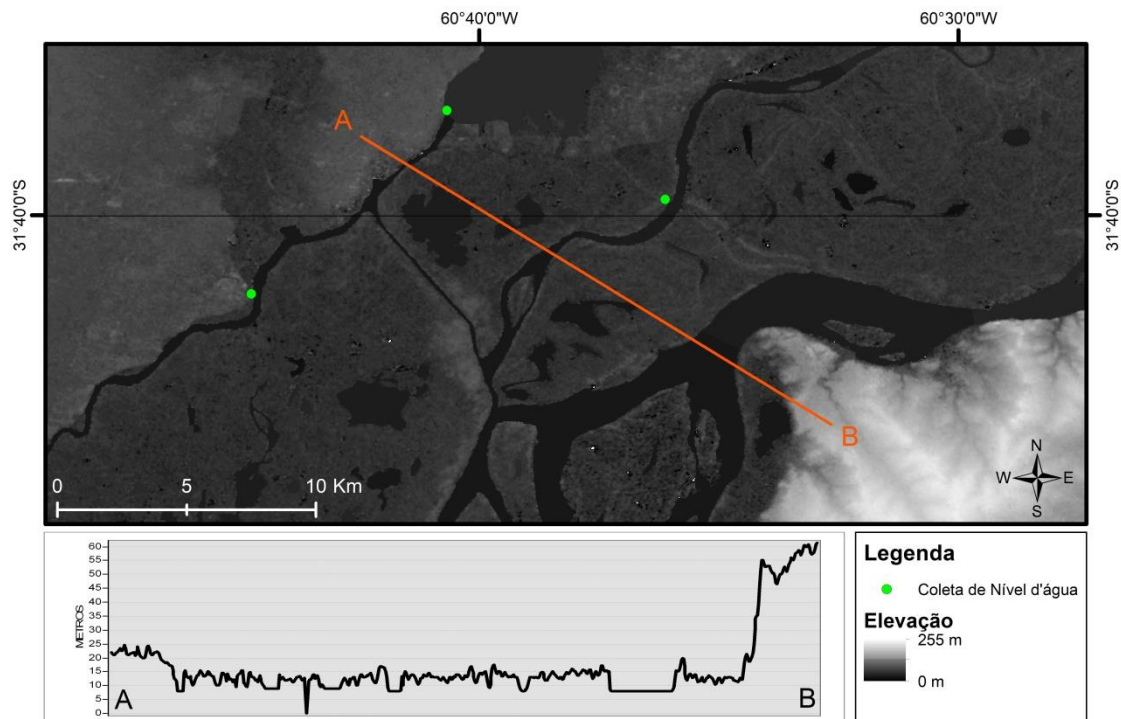 60°40'0"W
60°30'0"W
31°40'0"S
31°40'0"S
A
B
N
W
E
S
0
5
10 Km
60
55
50
45
40
35
30
25
20
15
10
5
0
METROS
A
B
Legenda
Coleta de Nível d'água
Elevação
255 m
0 m